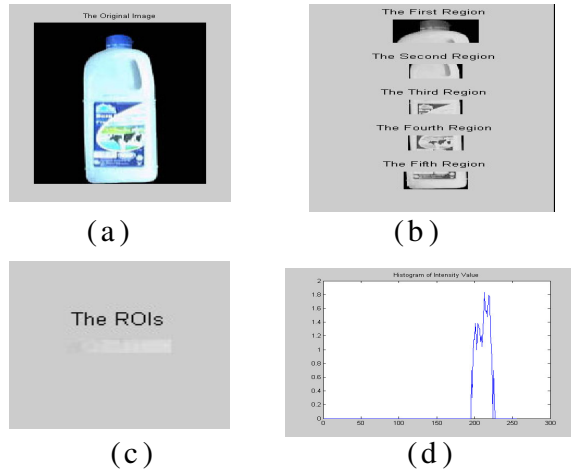 The Original Image
(a)
The First Region
The Second Region
The Third Region
The Fourth Region
The Fifth Region
(b)
The ROIs
(c)
Histogram of Intensity Value
2
1.8
1.6
1.4
1.2
1
0.8
0.6
0.4
0.2
0
0 50 100 150 200 250 300
(d)